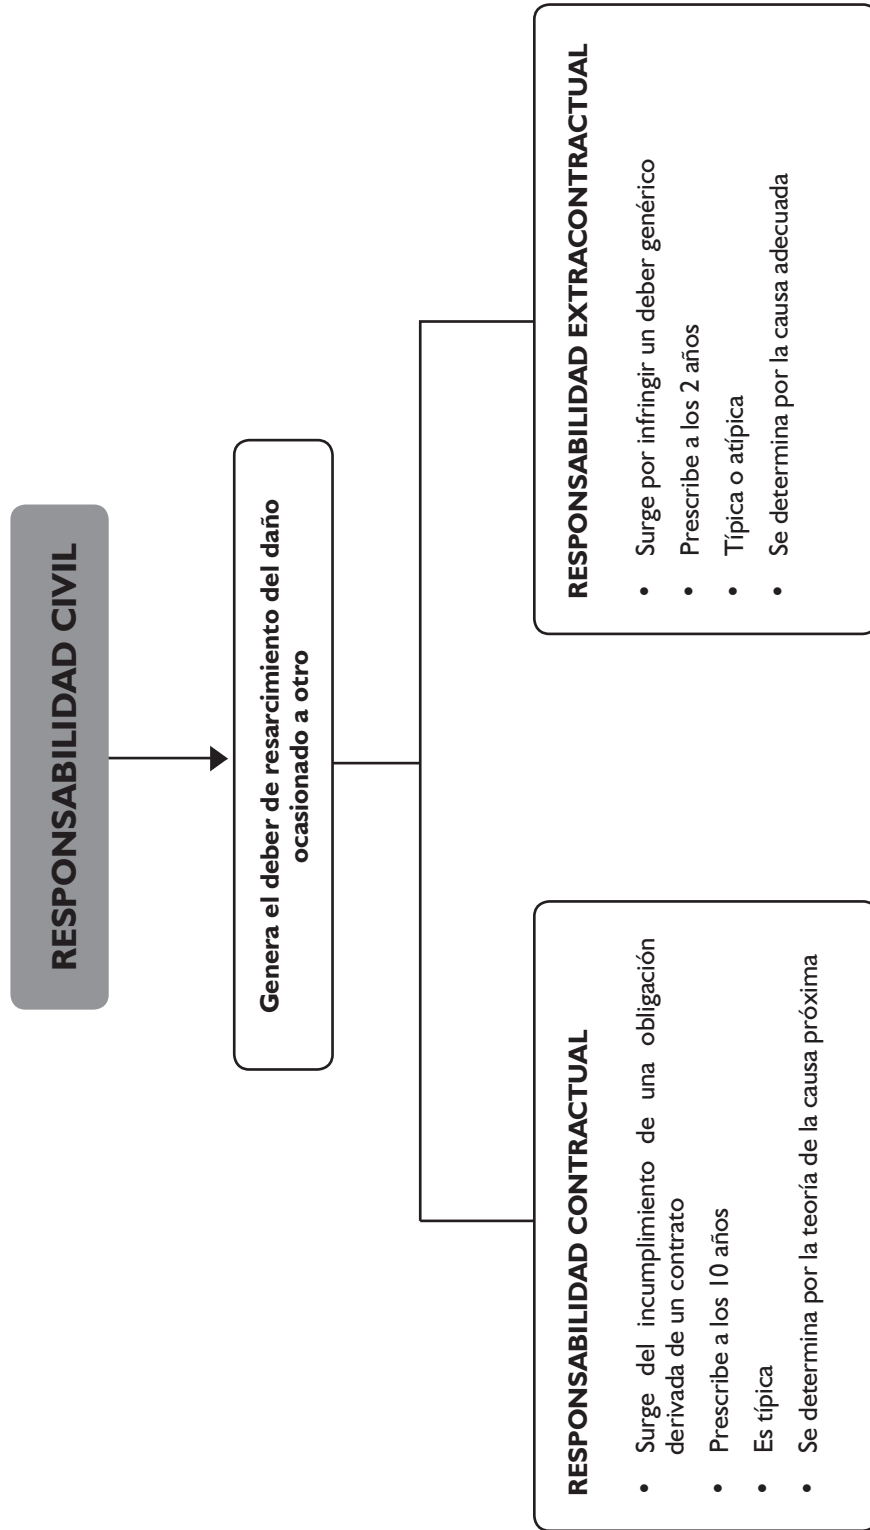 RESPONSABILIDAD CIVIL
Genera el deber de resarcimiento del daño
ocasionado a otro
RESPONSABILIDAD CONTRACTUAL
• Surge del incumplimiento de una obligación
derivada de un contrato
• Prescribe a los 10 años
• Es típica
• Se determina por la teoría de la causa próxima
RESPONSABILIDAD EXTRACONTRACTUAL
• Surge por infringir un deber genérico
• Prescribe a los 2 años
• Típica o atípica
• Se determina por la causa adecuada